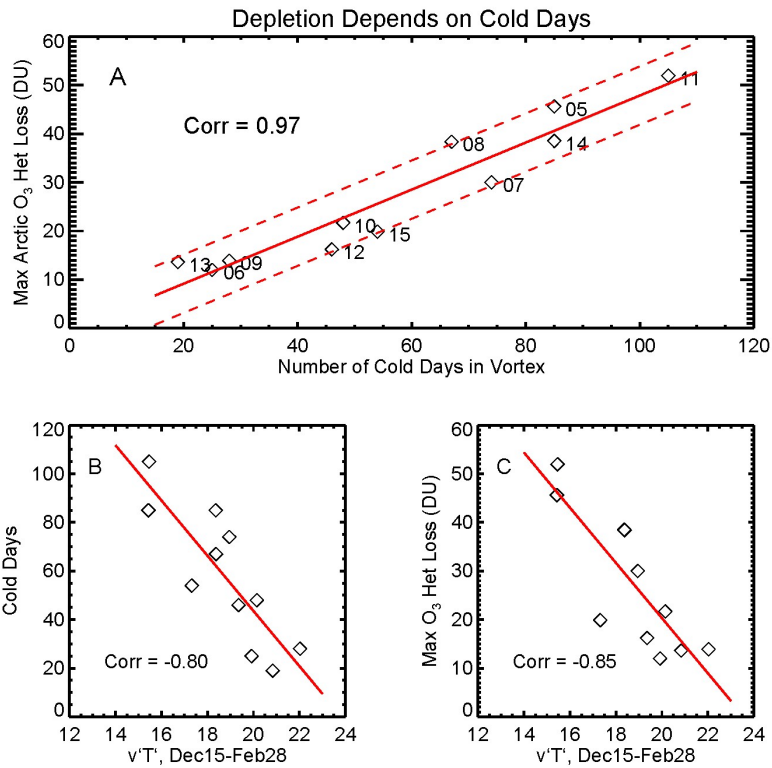 Depletion Depends on Cold Days
60
50
40
30
20
10
0
Max Arctic O3 Het Loss (DU)
A
Corr = 0.97
11
05
14
08
07
10
15
12
13
09
06
0 20 40 60 80 100 120
Number of Cold Days in Vortex
120
100
80
60
40
20
0
Cold Days
B
Corr = -0.80
12 14 16 18 20 22 24
v‘T‘, Dec15-Feb28
60
50
40
30
20
10
0
Max O3 Het Loss (DU)
C
Corr = -0.85
12 14 16 18 20 22 24
v‘T‘, Dec15-Feb28